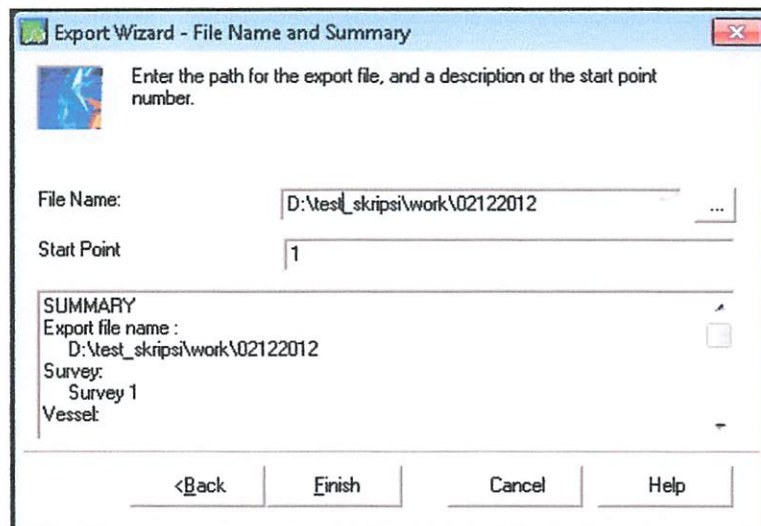 Export Wizard - File Name and Summary
Enter the path for the export file, and a description or the start point
number.
File Name:
D:\test_skripsi\work\02122012
...
Start Point
1
SUMMARY
Export file name :
D:\test_skripsi\work\02122012
Survey:
Survey 1
Vessel:
<Back
Finish
Cancel
Help